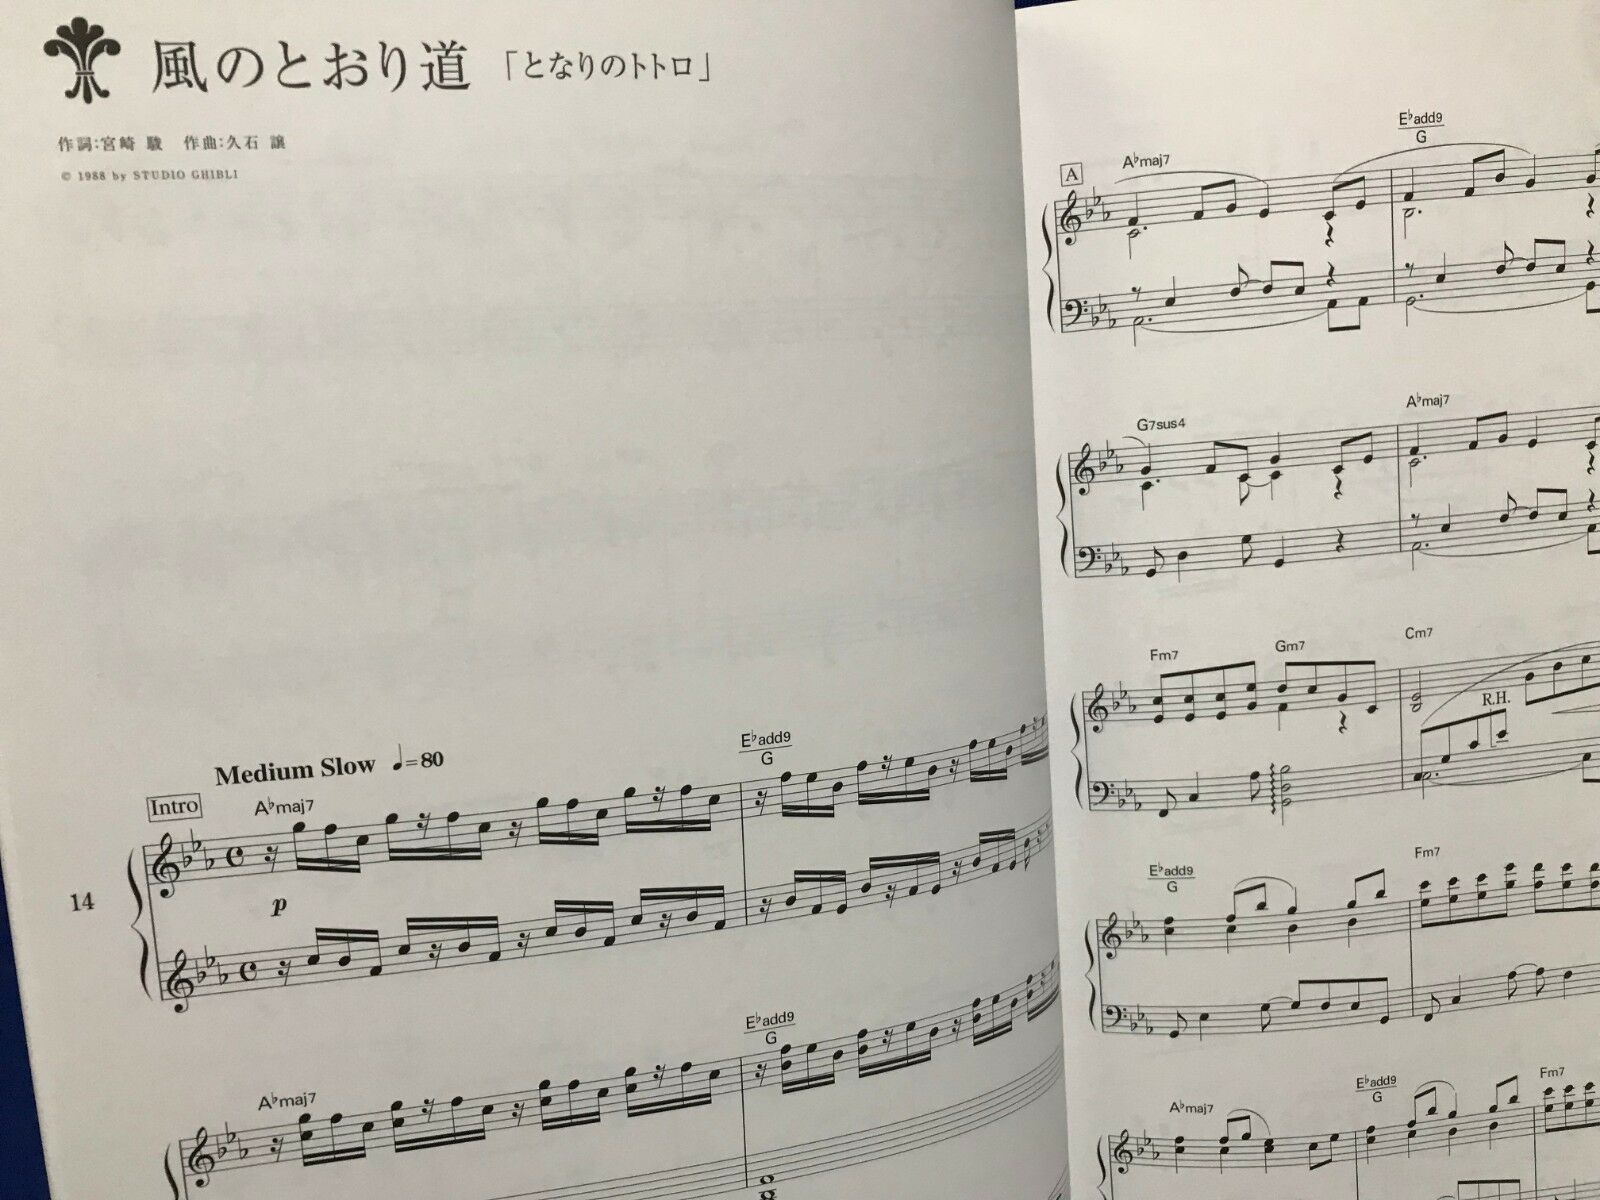 風のとおり道 「となりのトトロ」
作詞:宮崎 駿 作曲:久石 譲
© 1988 by STUDIO GHIBLI
Medium Slow ♩=80
Intro
A♭maj7
E♭add9
G
14
p
A♭maj7
E♭add9
G
A
A♭maj7
E♭add9
G
G7sus4
A♭maj7
Fm7
Gm7
Cm7
R.H.
E♭add9
G
Fm7
A♭maj7
E♭add9
G
Fm7